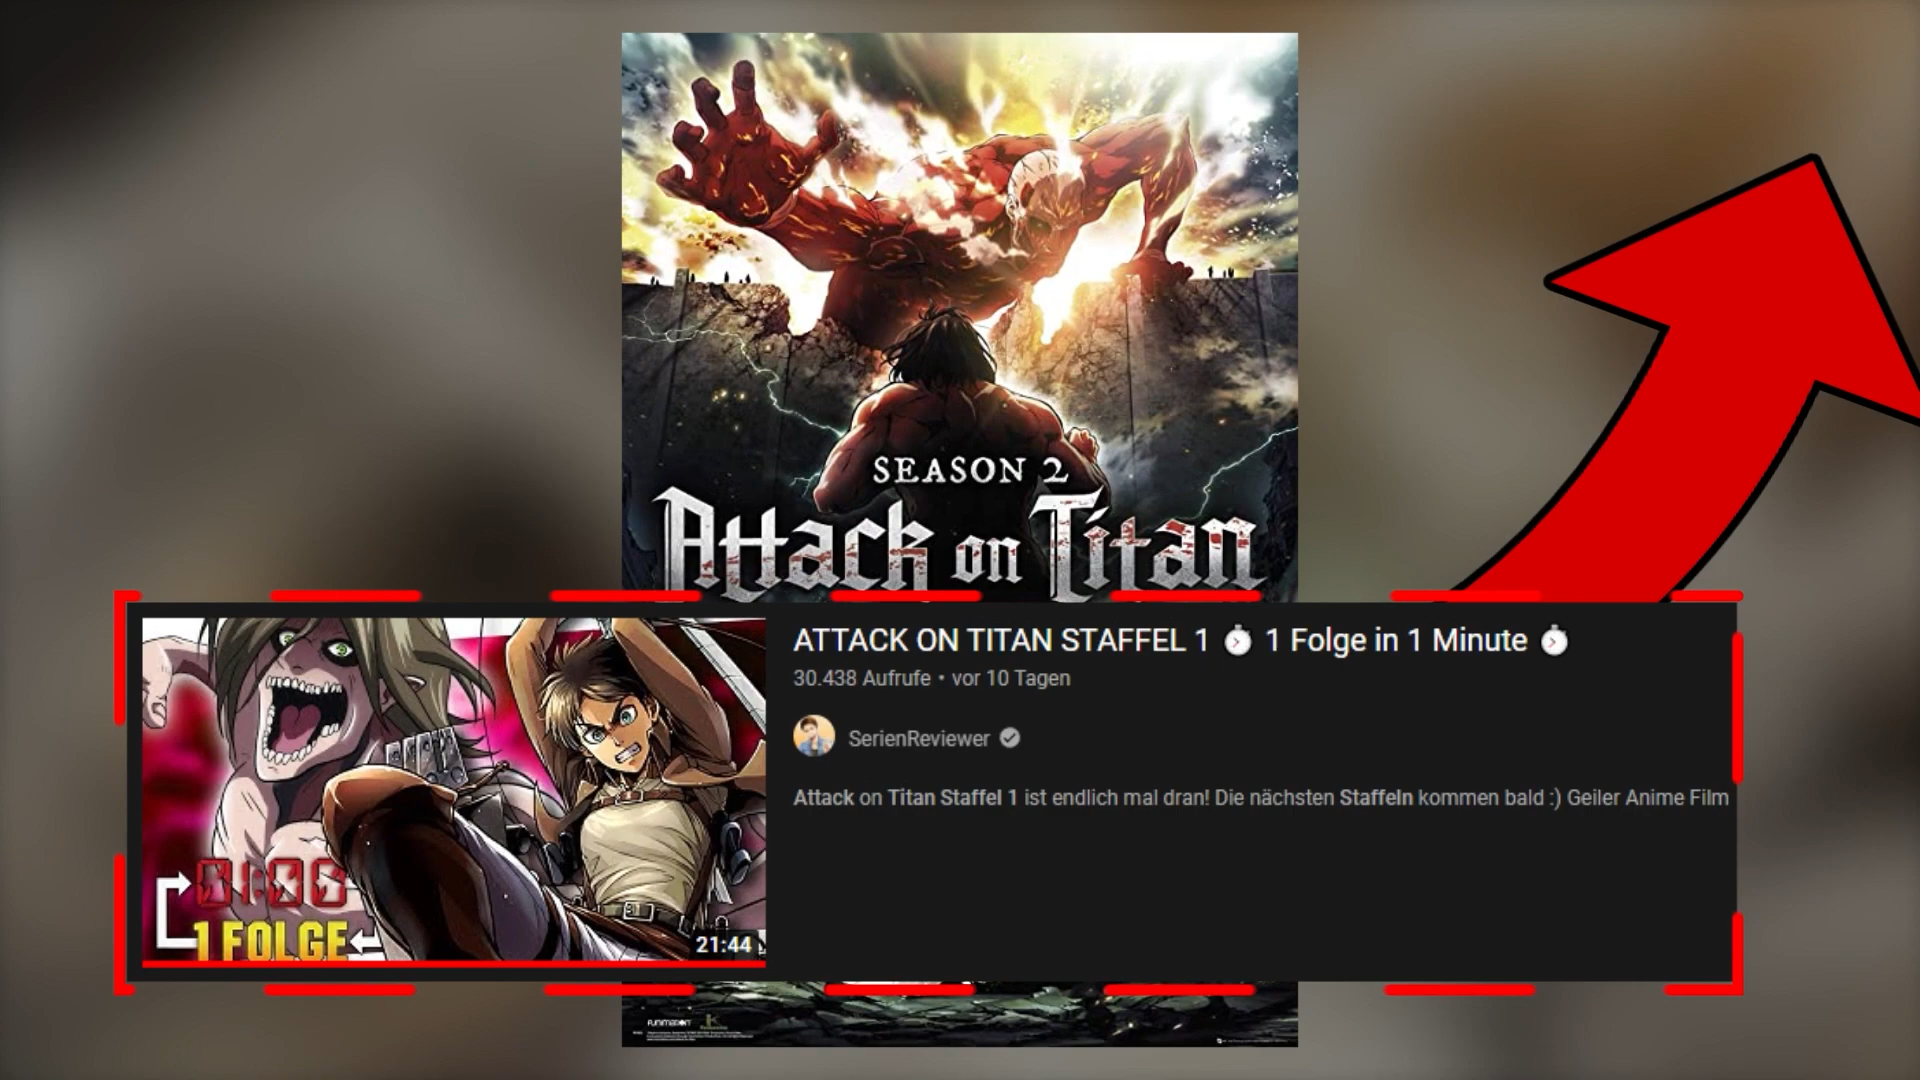 SEASON 2
Attack on Titan
ATTACK ON TITAN STAFFEL 1 ⏱ 1 Folge in 1 Minute ⏱
30.438 Aufrufe • vor 10 Tagen
SerienReviewer
Attack on Titan Staffel 1 ist endlich mal dran! Die nächsten Staffeln kommen bald :) Geiler Anime Film
01:00
1 FOLGE
21:44
FUNIMATION